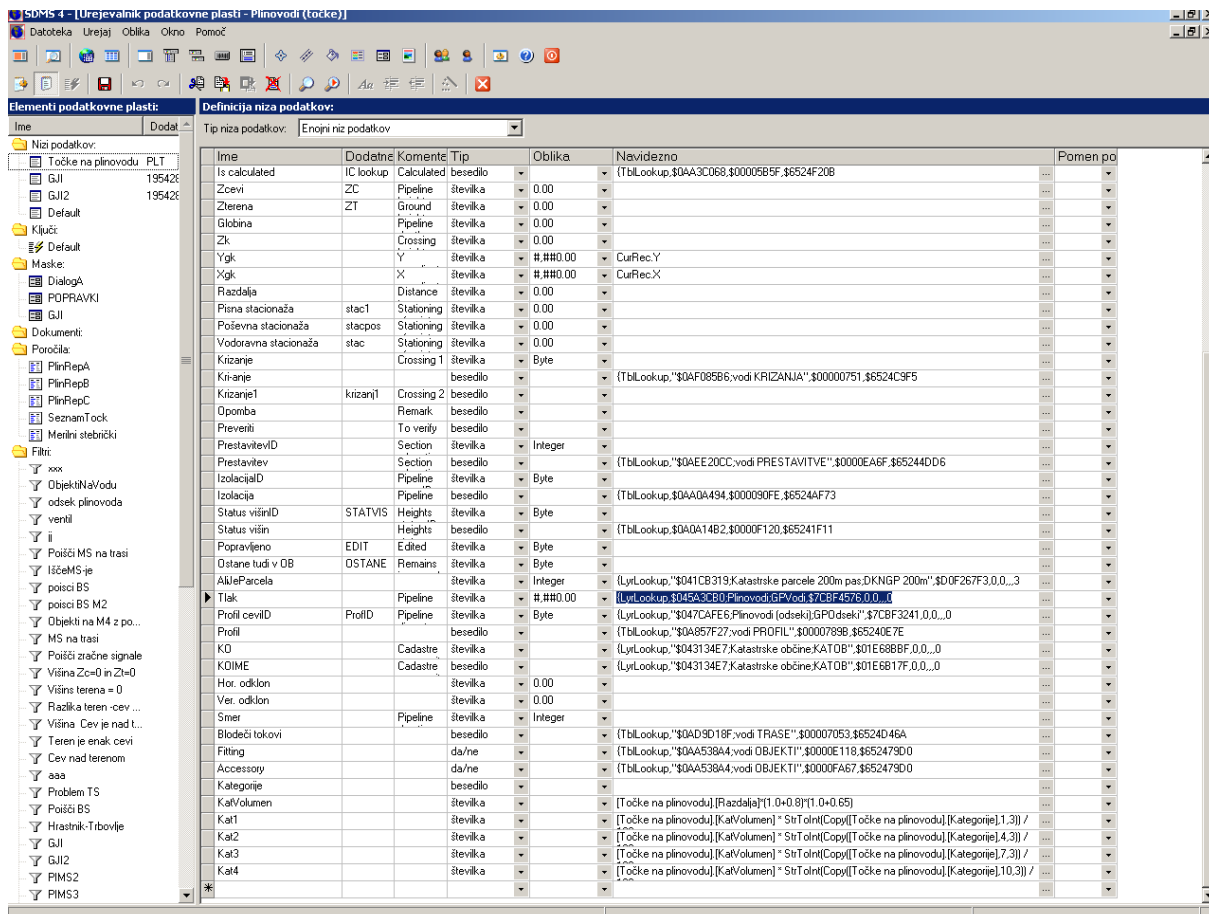 SDMS 4 - [Urejevalnik podatkovne plasti - Plinovodi (točke)]
Datoteka Urejaj Oblika Okno Pomoč
Elementi podatkovne plasti:
Ime Dodat
Nizi podatkov:
Točke na plinovodu PLT
GJI 195428
GJI2 195428
Default
Ključi:
Default
Maske:
DialogA
POPRAVKI
GJI
Dokumenti:
Poročila:
PlinRepA
PlinRepB
PlinRepC
SeznamTock
Merilni stebrički
Filtri:
xxx
ObjektiNaVodu
odsek plinovoda
ventil
ii
Poišči MS na trasi
IščeMS-je
poisci BS
poisci BS M2
Objekti na M4 z po...
MS na trasi
Poišči zračne signale
Višina Zc=0 in Zt=0
Višins terena = 0
Razlika teren -cev ...
Višina Cev je nad t...
Teren je enak cevi
Cev nad terenom
aaa
Problem TS
Poišči BS
Hrastnik-Trbovlje
GJI
GJI2
PIMS2
PIMS3
Definicija niza podatkov:
Tip niza podatkov: Enojni niz podatkov
Ime Dodatne Komente Tip Oblika Navidezno Pomen po
Is calculated IC lookup Calculated besedilo {TblLookup,$0AA3C068,$00005B5F,$6524F20B
Zcevi ZC Pipeline številka 0.00
Zterena ZT Ground številka 0.00
Globina Pipeline številka 0.00
Zk Crossing številka 0.00
Ygk Y številka #,##0.00 CurRec.Y
Xgk X številka #,##0.00 CurRec.X
Razdalja Distance številka 0.00
Pisna stacionaža stac1 Stationing številka 0.00
Poševna stacionaža stacpos Stationing številka 0.00
Vodoravna stacionaža stac Stationing številka 0.00
Krizanje Crossing 1 številka Byte
Kri-anje besedilo {TblLookup,"$0AF085B6;vodi KRIZANJA",$00000751,$6524C9F5
Krizanje1 krizanj1 Crossing 2 besedilo
Opomba Remark besedilo
Preveriti To verify besedilo
PrestavitevID Section številka Integer
Prestavitev Section besedilo {TblLookup,"$0AEE20CC;vodi PRESTAVITVE",$0000EA6F,$65244DD6
IzolacijaID Pipeline številka Byte
Izolacija Pipeline besedilo {TblLookup,$0AA0A494,$000090FE,$6524AF73
Status višinID STATVIS Heights številka Byte
Status višin Heights besedilo {TblLookup,$0A0A14B2,$0000F120,$65241F11
Popravljeno EDIT Edited številka Byte
Ostane tudi v OB OSTANE Remains številka Byte
AliJeParcela številka Integer {LyrLookup,"$041CB319;Katastrske parcele 200m pas;DKNGP 200m",$D0F267F3,0,0,,,3
Tlak Pipeline številka #,##0.00 {LyrLookup,$045A3CB0;Plinovodi;GPVodi,$7CBF4576,0,0,,,0
Profil ceviID ProfID Pipeline številka Byte {LyrLookup,"$047CAFE6;Plinovodi (odseki);GPOdseki",$7CBF3241,0,0,,,0
Profil besedilo {TblLookup,"$0A857F27;vodi PROFIL",$0000789B,$65240E7E
KO Cadastre številka {LyrLookup,"$043134E7;Katastrske občine;KATOB",$01E68BBF,0,0,,,0
KOIME Cadastre besedilo {LyrLookup,"$043134E7;Katastrske občine;KATOB",$01E6B17F,0,0,,,0
Hor. odklon številka 0.00
Ver. odklon številka 0.00
Smer Pipeline številka Integer
Blodeči tokovi besedilo {TblLookup,"$0AD9D18F;vodi TRASE",$00007053,$6524D46A
Fitting da/ne {TblLookup,"$0AA538A4;vodi OBJEKTI",$0000E118,$652479D0
Accessory da/ne {TblLookup,"$0AA538A4;vodi OBJEKTI",$0000FA67,$652479D0
Kategorije besedilo
KatVolumen številka [Točke na plinovodu].[Razdalja]*(1.0+0.8)*(1.0+0.65)
Kat1 številka [Točke na plinovodu].[KatVolumen] * StrToInt(Copy([Točke na plinovodu].[Kategorije],1,3)) /
Kat2 številka [Točke na plinovodu].[KatVolumen] * StrToInt(Copy([Točke na plinovodu].[Kategorije],4,3)) /
Kat3 številka [Točke na plinovodu].[KatVolumen] * StrToInt(Copy([Točke na plinovodu].[Kategorije],7,3)) /
Kat4 številka [Točke na plinovodu].[KatVolumen] * StrToInt(Copy([Točke na plinovodu].[Kategorije],10,3)) /